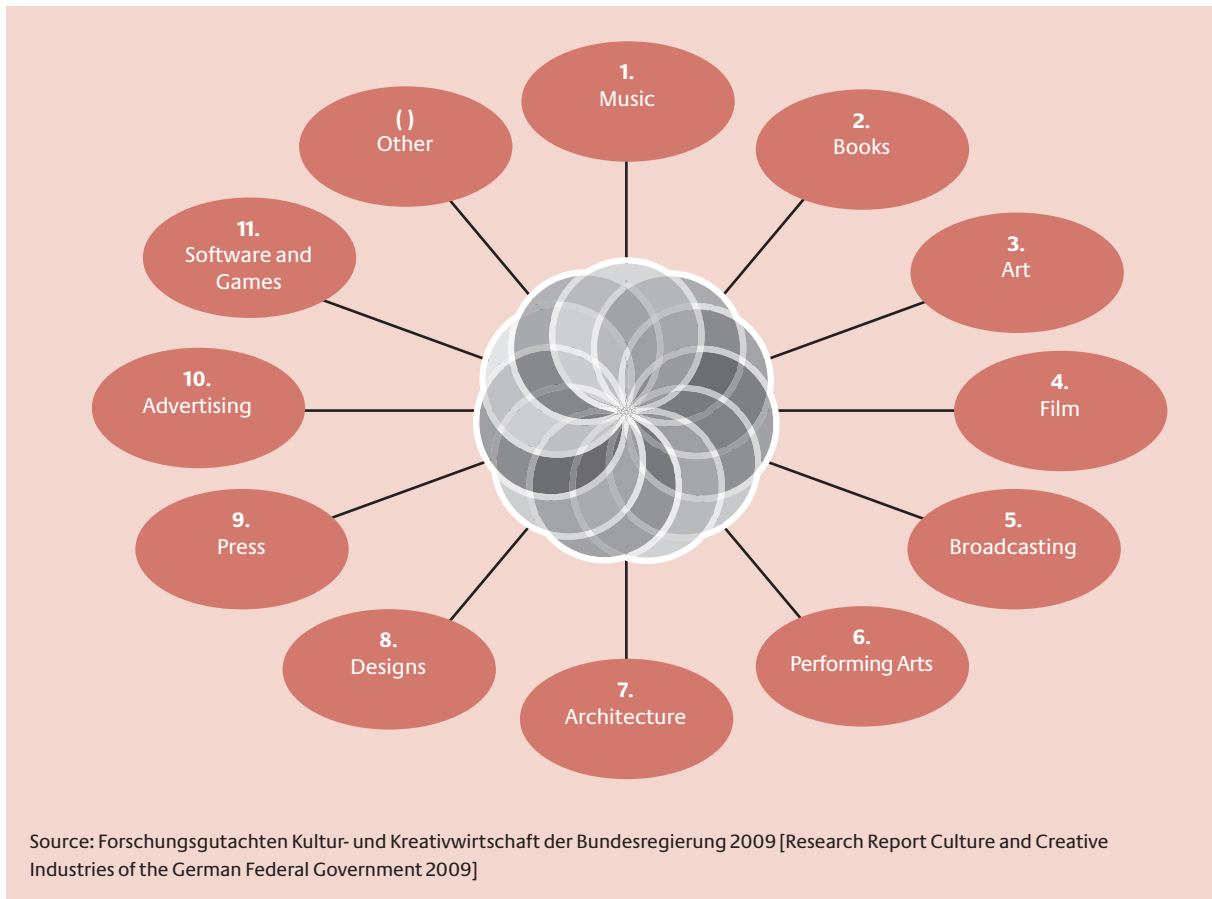 1.
Music
2.
Books
3.
Art
4.
Film
5.
Broadcasting
6.
Performing Arts
7.
Architecture
8.
Designs
9.
Press
10.
Advertising
11.
Software and
Games
( )
Other
Source: Forschungsgutachten Kultur- und Kreativwirtschaft der Bundesregierung 2009 [Research Report Culture and Creative
Industries of the German Federal Government 2009]